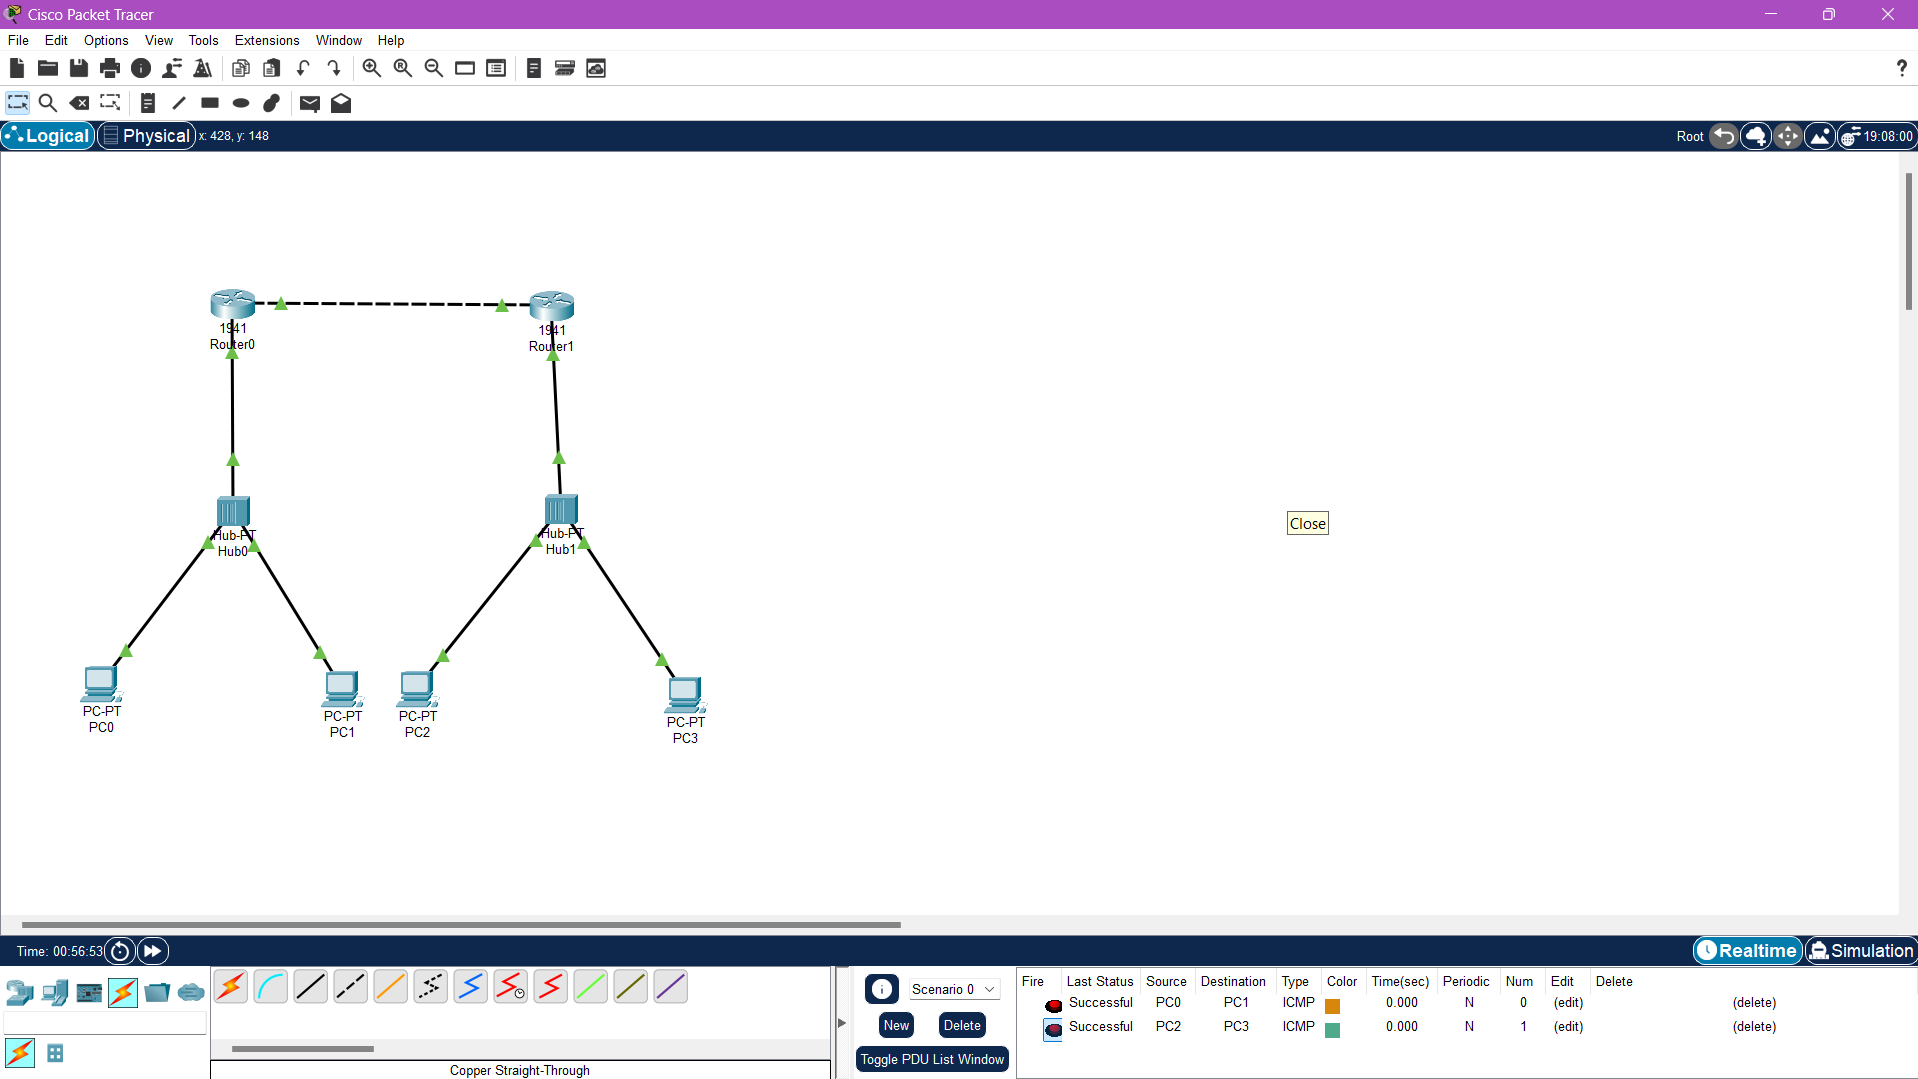 Cisco Packet Tracer
File Edit Options View Tools Extensions Window Help
?
Logical Physical x: 428, y: 148 Root 19:08:00
1941
Router0
1941
Router1
Hub-PT
Hub0
Hub-PT
Hub1
Close
PC-PT
PC0
PC-PT
PC1
PC-PT
PC2
PC-PT
PC3
Time: 00:56:53 Realtime Simulation
Scenario 0
New Delete
Toggle PDU List Window
Fire Last Status Source Destination Type Color Time(sec) Periodic Num Edit Delete
Successful PC0 PC1 ICMP 0.000 N 0 (edit) (delete)
Successful PC2 PC3 ICMP 0.000 N 1 (edit) (delete)
Copper Straight-Through